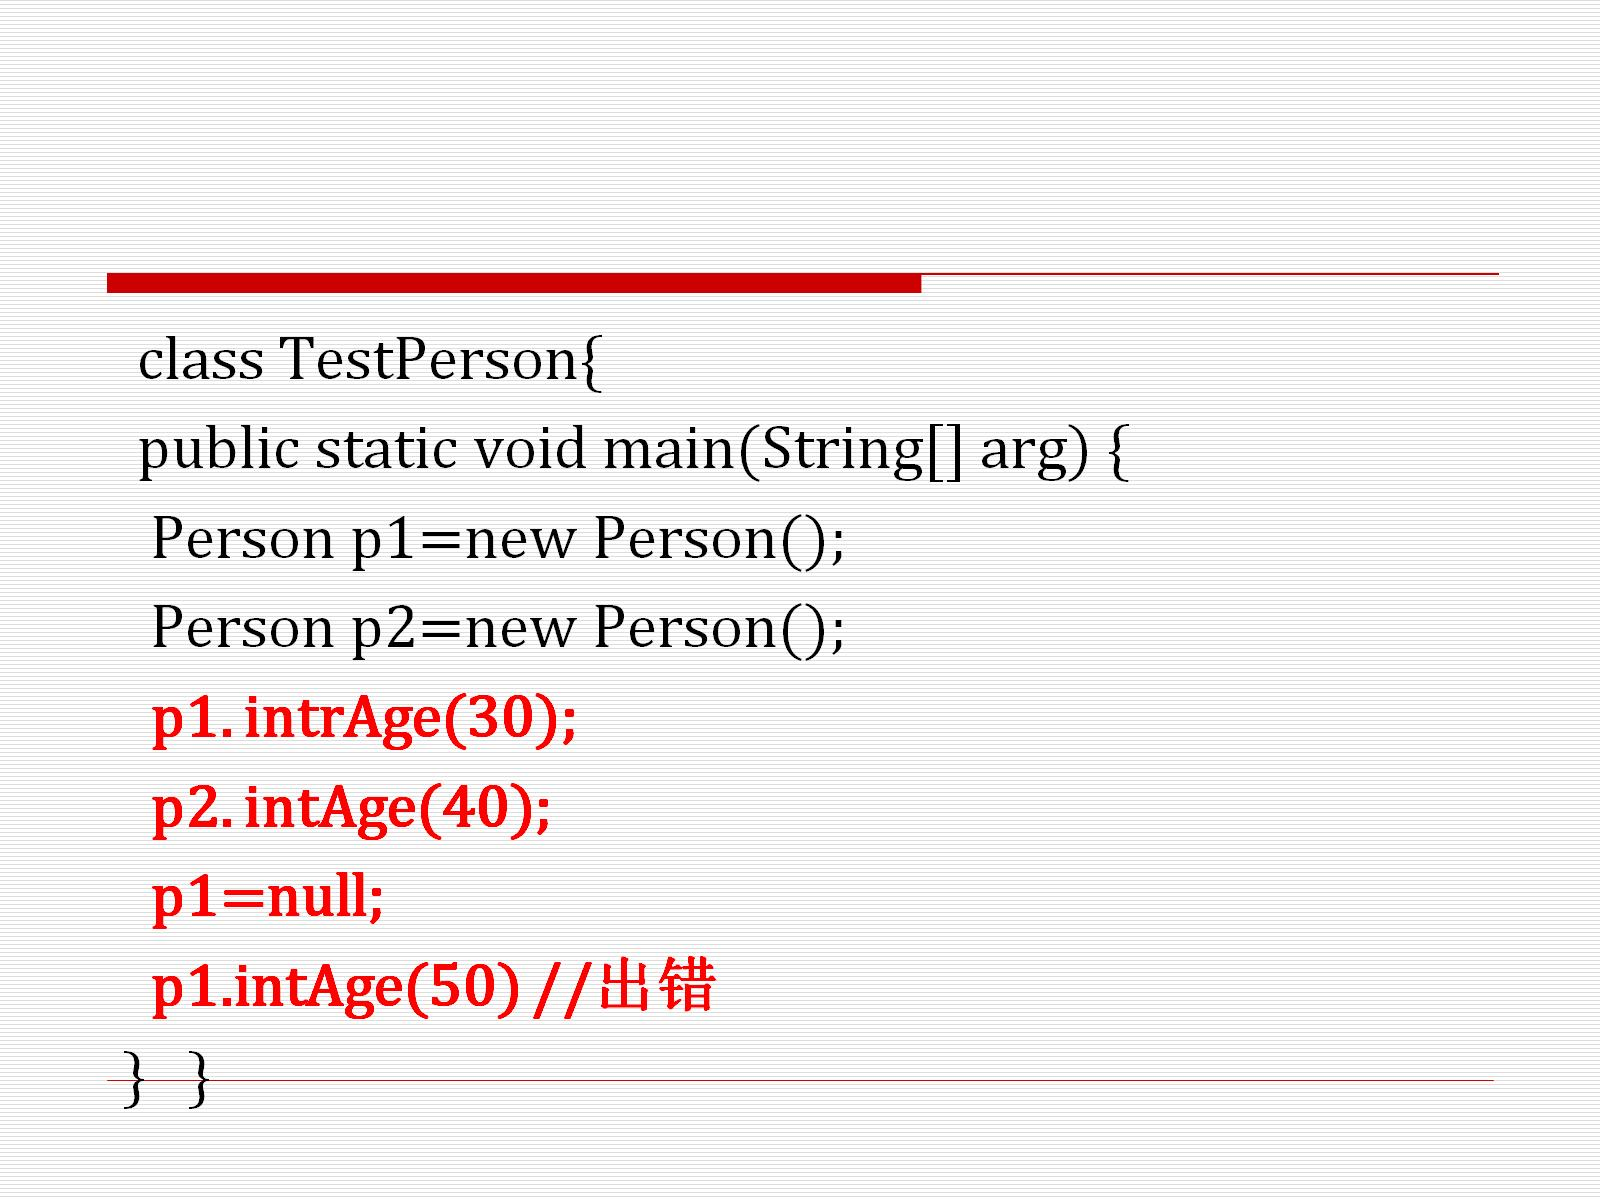 class TestPerson{
public static void main(String[] arg) {
Person p1=new Person();
Person p2=new Person();
p1. intrAge(30);
p2. intAge(40);
p1=null;
p1.intAge(50) //出错
} }